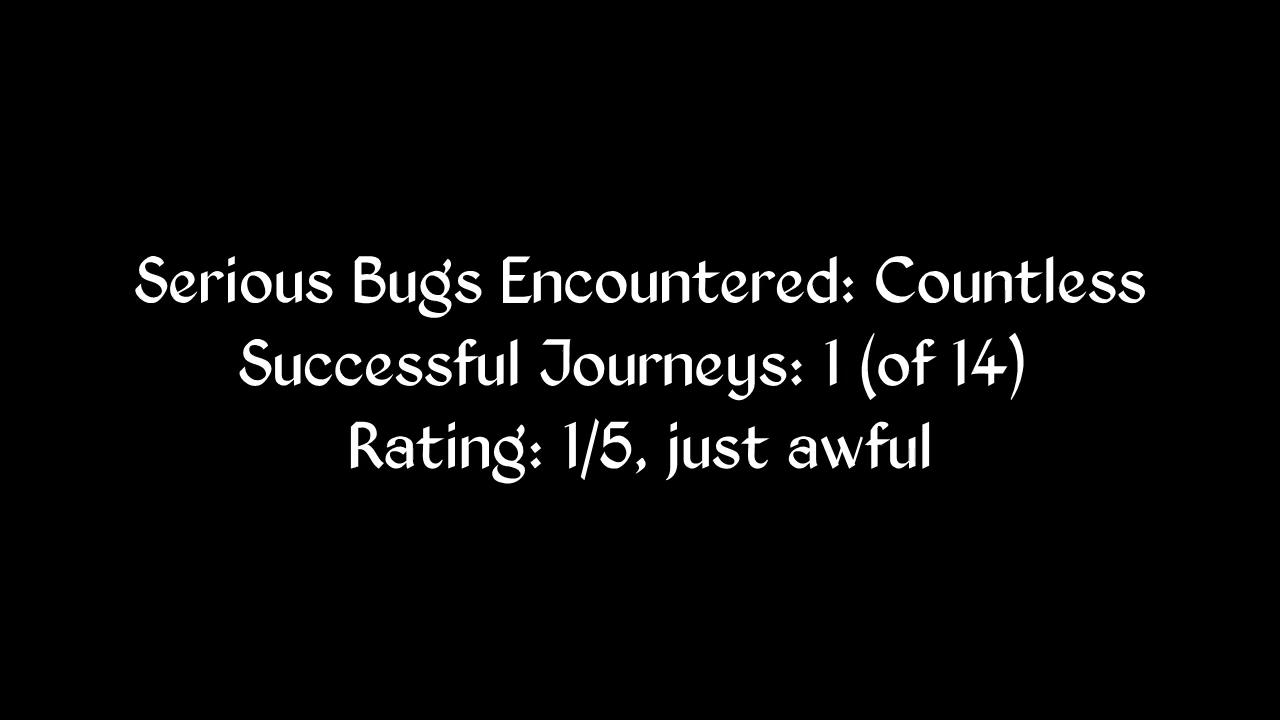 Serious Bugs Encountered: Countless
Successful Journeys: 1 (of 14)
Rating: 1/5, just awful